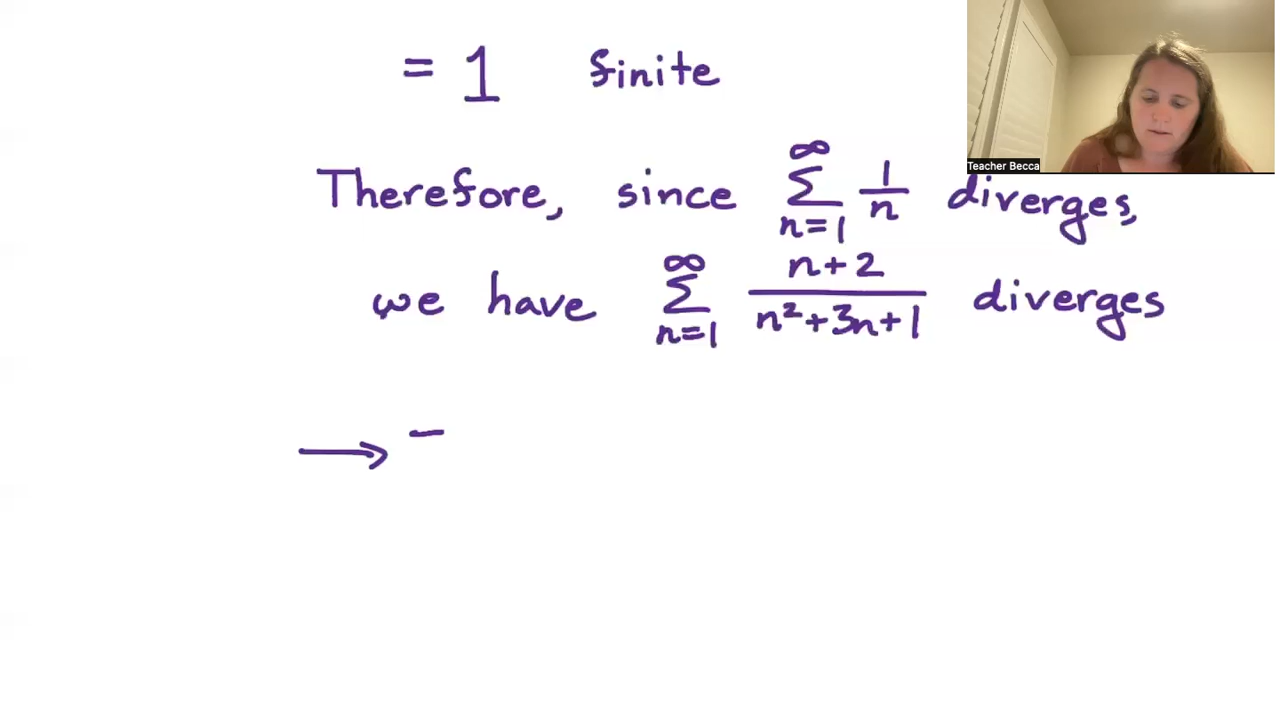 = 1 finite
Teacher Becca
Therefore, since ∞ Σ n=1 1/n diverges,
we have ∞ Σ n=1 n+2/n²+3n+1 diverges
→ -